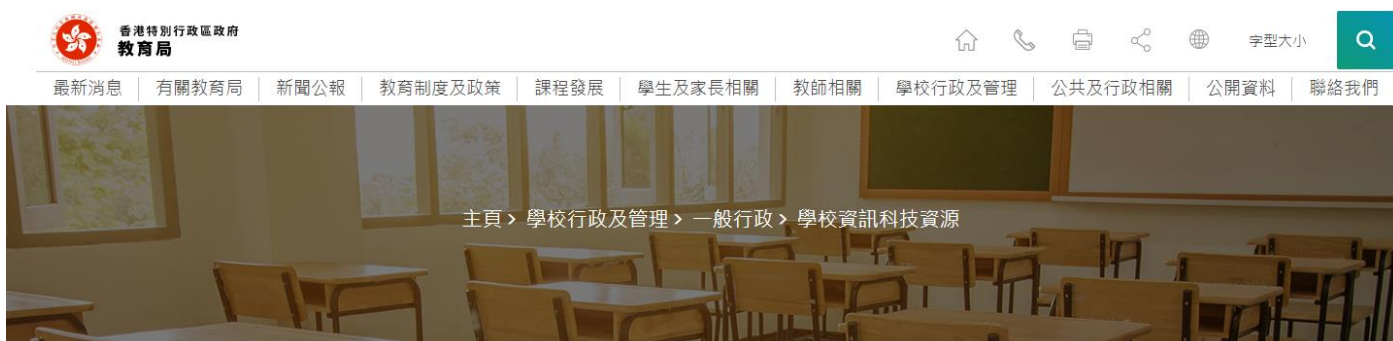 香港特別行政區政府
教育局
字型大小
最新消息 有關教育局 新聞公報 教育制度及政策 課程發展 學生及家長相關 教師相關 學校行政及管理 公共及行政相關 公開資料 聯絡我們
主頁> 學校行政及管理> 一般行政> 學校資訊科技資源